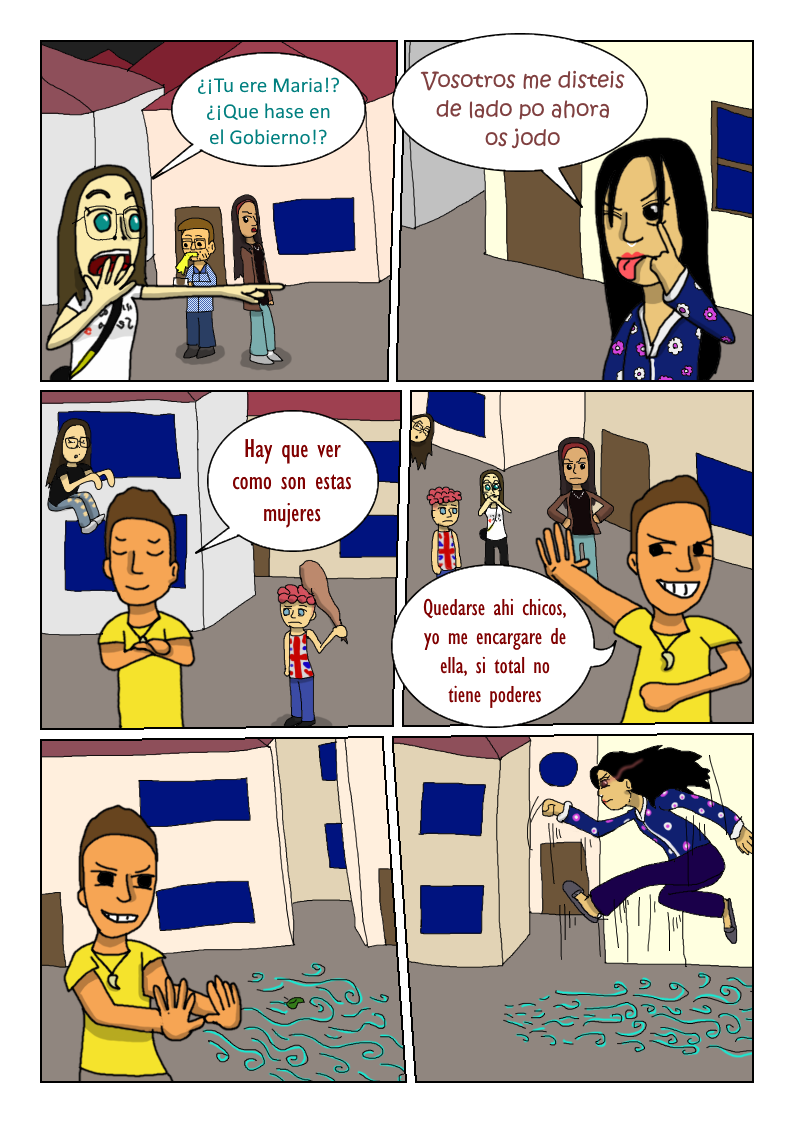 ¿¡Tu ere Maria!?
¿¡Que hase en
el Gobierno!?
Vosotros me disteis
de lado po ahora
os jodo
Hay que ver
como son estas
mujeres
Quedarse ahi chicos,
yo me encargare de
ella, si total no
tiene poderes